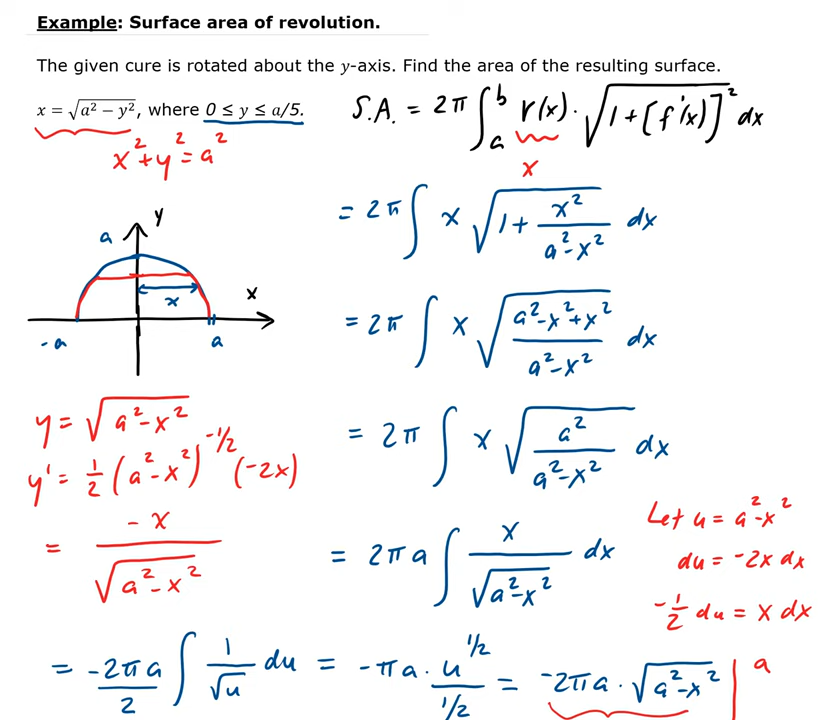 Example: Surface area of revolution.
The given cure is rotated about the y-axis. Find the area of the resulting surface.
x = √(a² − y²), where 0 ≤ y ≤ a/5.
S.A. = 2π ∫_a^b r(x) · √(1 + [f'(x)]²) dx
x
x² + y² = a²
= 2π ∫ x √(1 + x²/(a² − x²)) dx
y
a
x
x
-a
a
= 2π ∫ x √((a² − x² + x²)/(a² − x²)) dx
y = √(a² − x²)
y' = 1/2 (a² − x²)^(-1/2) (-2x)
= -x/√(a² − x²)
= 2π ∫ x √(a²/(a² − x²)) dx
= 2πa ∫ x/√(a² − x²) dx
Let u = a² − x²
du = -2x dx
-1/2 du = x dx
= -2πa/2 ∫ 1/√u du = -πa · u^(1/2)/(1/2) = -2πa · √(a² − x²) | a